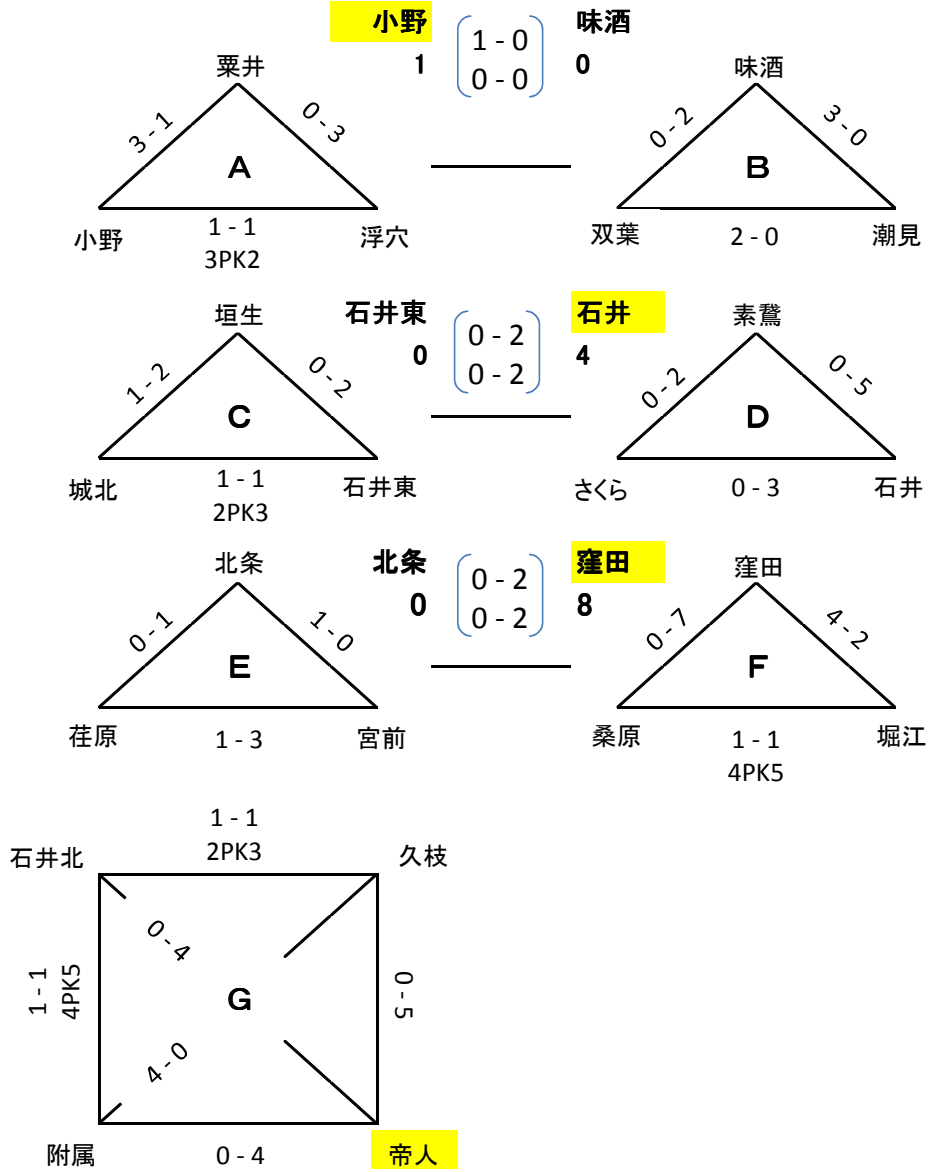 小野 味酒
1 1 - 0 0
0 - 0
粟井
3 - 1 0 - 3
A
小野 1 - 1 浮穴
3PK2
味酒
0 - 2 3 - 0
B
双葉 2 - 0 潮見
石井東 石井
0 0 - 2 4
0 - 2
垣生
1 - 2 0 - 2
C
城北 1 - 1 石井東
2PK3
素鵞
0 - 2 0 - 5
D
さくら 0 - 3 石井
北条 窪田
0 0 - 2 8
0 - 2
北条
0 - 1 1 - 0
E
荏原 1 - 3 宮前
窪田
0 - 7 4 - 2
F
桑原 1 - 1 堀江
4PK5
1 - 1
2PK3
石井北 久枝
0 - 4
1 - 1
4PK5
G
0 - 5
4 - 0
附属 0 - 4 帝人